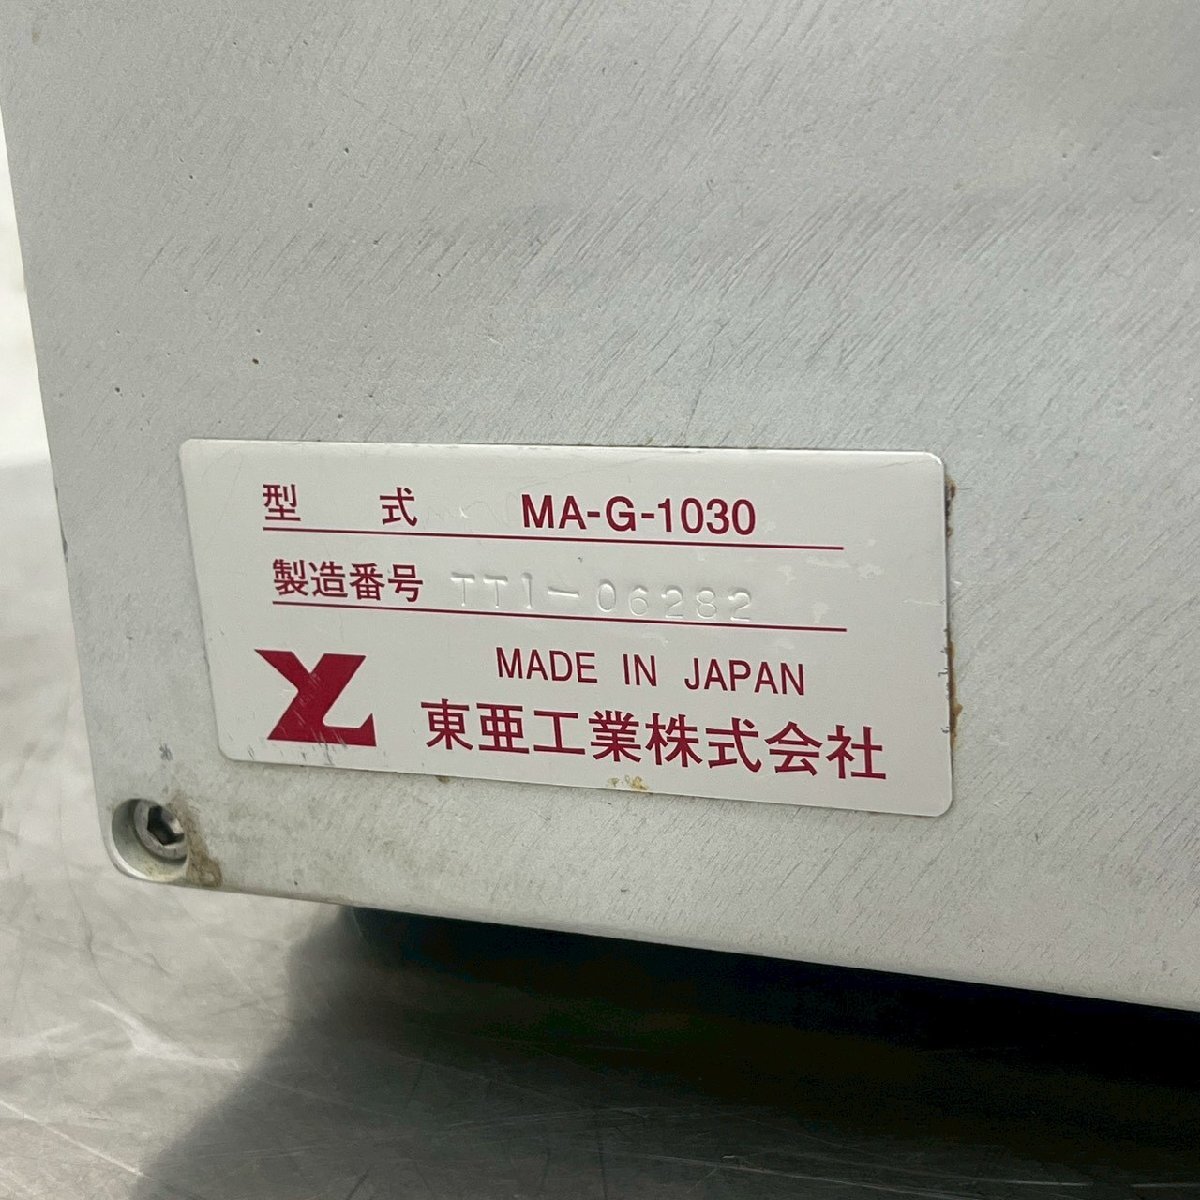 型 式 MA-G-1030
製造番号 TT1-06282
MADE IN JAPAN
東亜工業株式会社